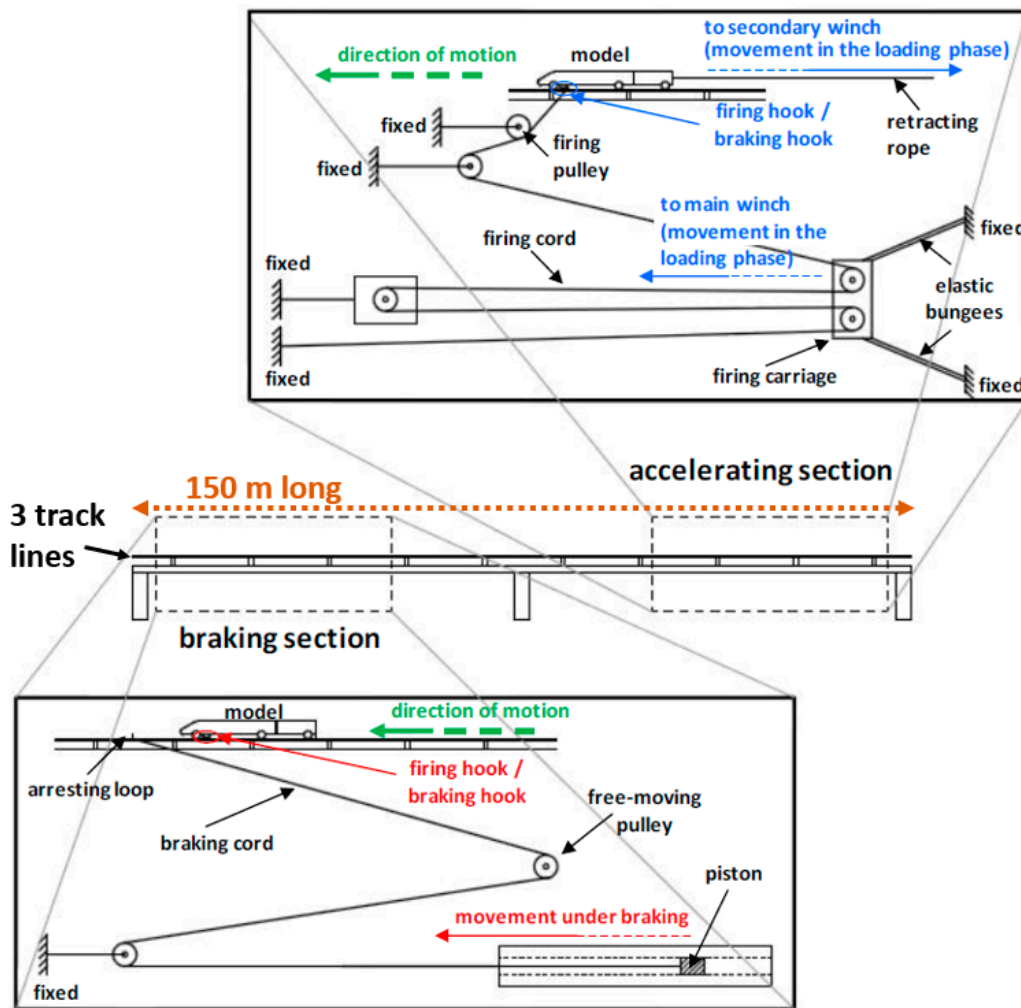 to secondary winch
(movement in the loading phase)
direction of motion
model
fixed
firing
pulley
firing hook /
braking hook
retracting
rope
fixed
to main winch
(movement in the
loading phase)
firing cord
fixed
fixed
elastic
bungees
fixed
firing carriage
fixed
accelerating section
150 m long
3 track
lines
braking section
model
direction of motion
arresting loop
firing hook /
braking hook
free-moving
pulley
braking cord
piston
movement under braking
fixed